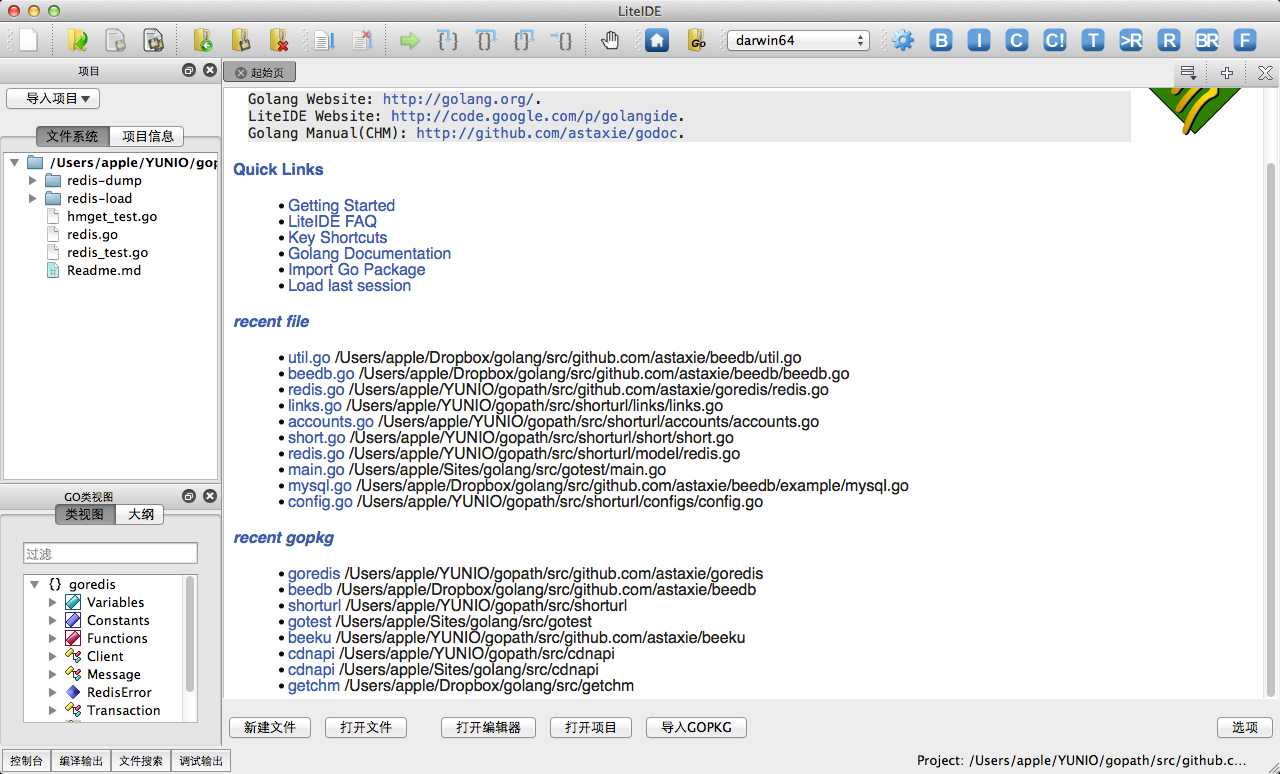 LiteIDE
Go
darwin64
B
I
C
C!
T
>R
R
BR
F
项目
导入项目
文件系统
项目信息
/Users/apple/YUNIO/gop
redis-dump
redis-load
hmget_test.go
redis.go
redis_test.go
Readme.md
GO类视图
类视图
大纲
过滤
{} goredis
Variables
Constants
Functions
Client
Message
RedisError
Transaction
起始页
Golang Website: http://golang.org/.
LiteIDE Website: http://code.google.com/p/golangide.
Golang Manual(CHM): http://github.com/astaxie/godoc.
Quick Links
• Getting Started
• LiteIDE FAQ
• Key Shortcuts
• Golang Documentation
• Import Go Package
• Load last session
recent file
• util.go /Users/apple/Dropbox/golang/src/github.com/astaxie/beedb/util.go
• beedb.go /Users/apple/Dropbox/golang/src/github.com/astaxie/beedb/beedb.go
• redis.go /Users/apple/YUNIO/gopath/src/github.com/astaxie/goredis/redis.go
• links.go /Users/apple/YUNIO/gopath/src/shorturl/links/links.go
• accounts.go /Users/apple/YUNIO/gopath/src/shorturl/accounts/accounts.go
• short.go /Users/apple/YUNIO/gopath/src/shorturl/short/short.go
• redis.go /Users/apple/YUNIO/gopath/src/shorturl/model/redis.go
• main.go /Users/apple/Sites/golang/src/gotest/main.go
• mysql.go /Users/apple/Dropbox/golang/src/github.com/astaxie/beedb/example/mysql.go
• config.go /Users/apple/YUNIO/gopath/src/shorturl/configs/config.go
recent gopkg
• goredis /Users/apple/YUNIO/gopath/src/github.com/astaxie/goredis
• beedb /Users/apple/Dropbox/golang/src/github.com/astaxie/beedb
• shorturl /Users/apple/YUNIO/gopath/src/shorturl
• gotest /Users/apple/Sites/golang/src/gotest
• beeku /Users/apple/YUNIO/gopath/src/github.com/astaxie/beeku
• cdnapi /Users/apple/YUNIO/gopath/src/cdnapi
• cdnapi /Users/apple/Sites/golang/src/cdnapi
• getchm /Users/apple/Dropbox/golang/src/getchm
新建文件
打开文件
打开编辑器
打开项目
导入GOPKG
选项
控制台
编译输出
文件搜索
调试输出
Project: /Users/apple/YUNIO/gopath/src/github.c...